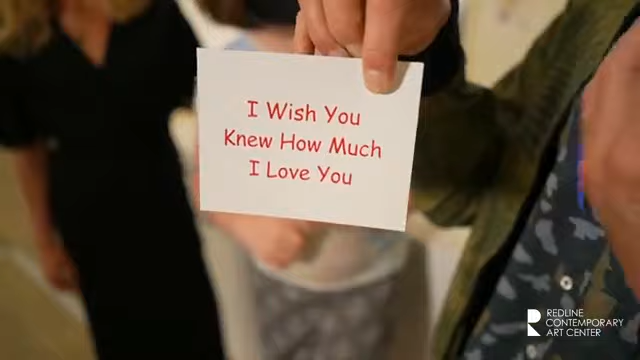 I Wish You
Knew How Much
I Love You
R
REDLINE
CONTEMPORARY
ART CENTER